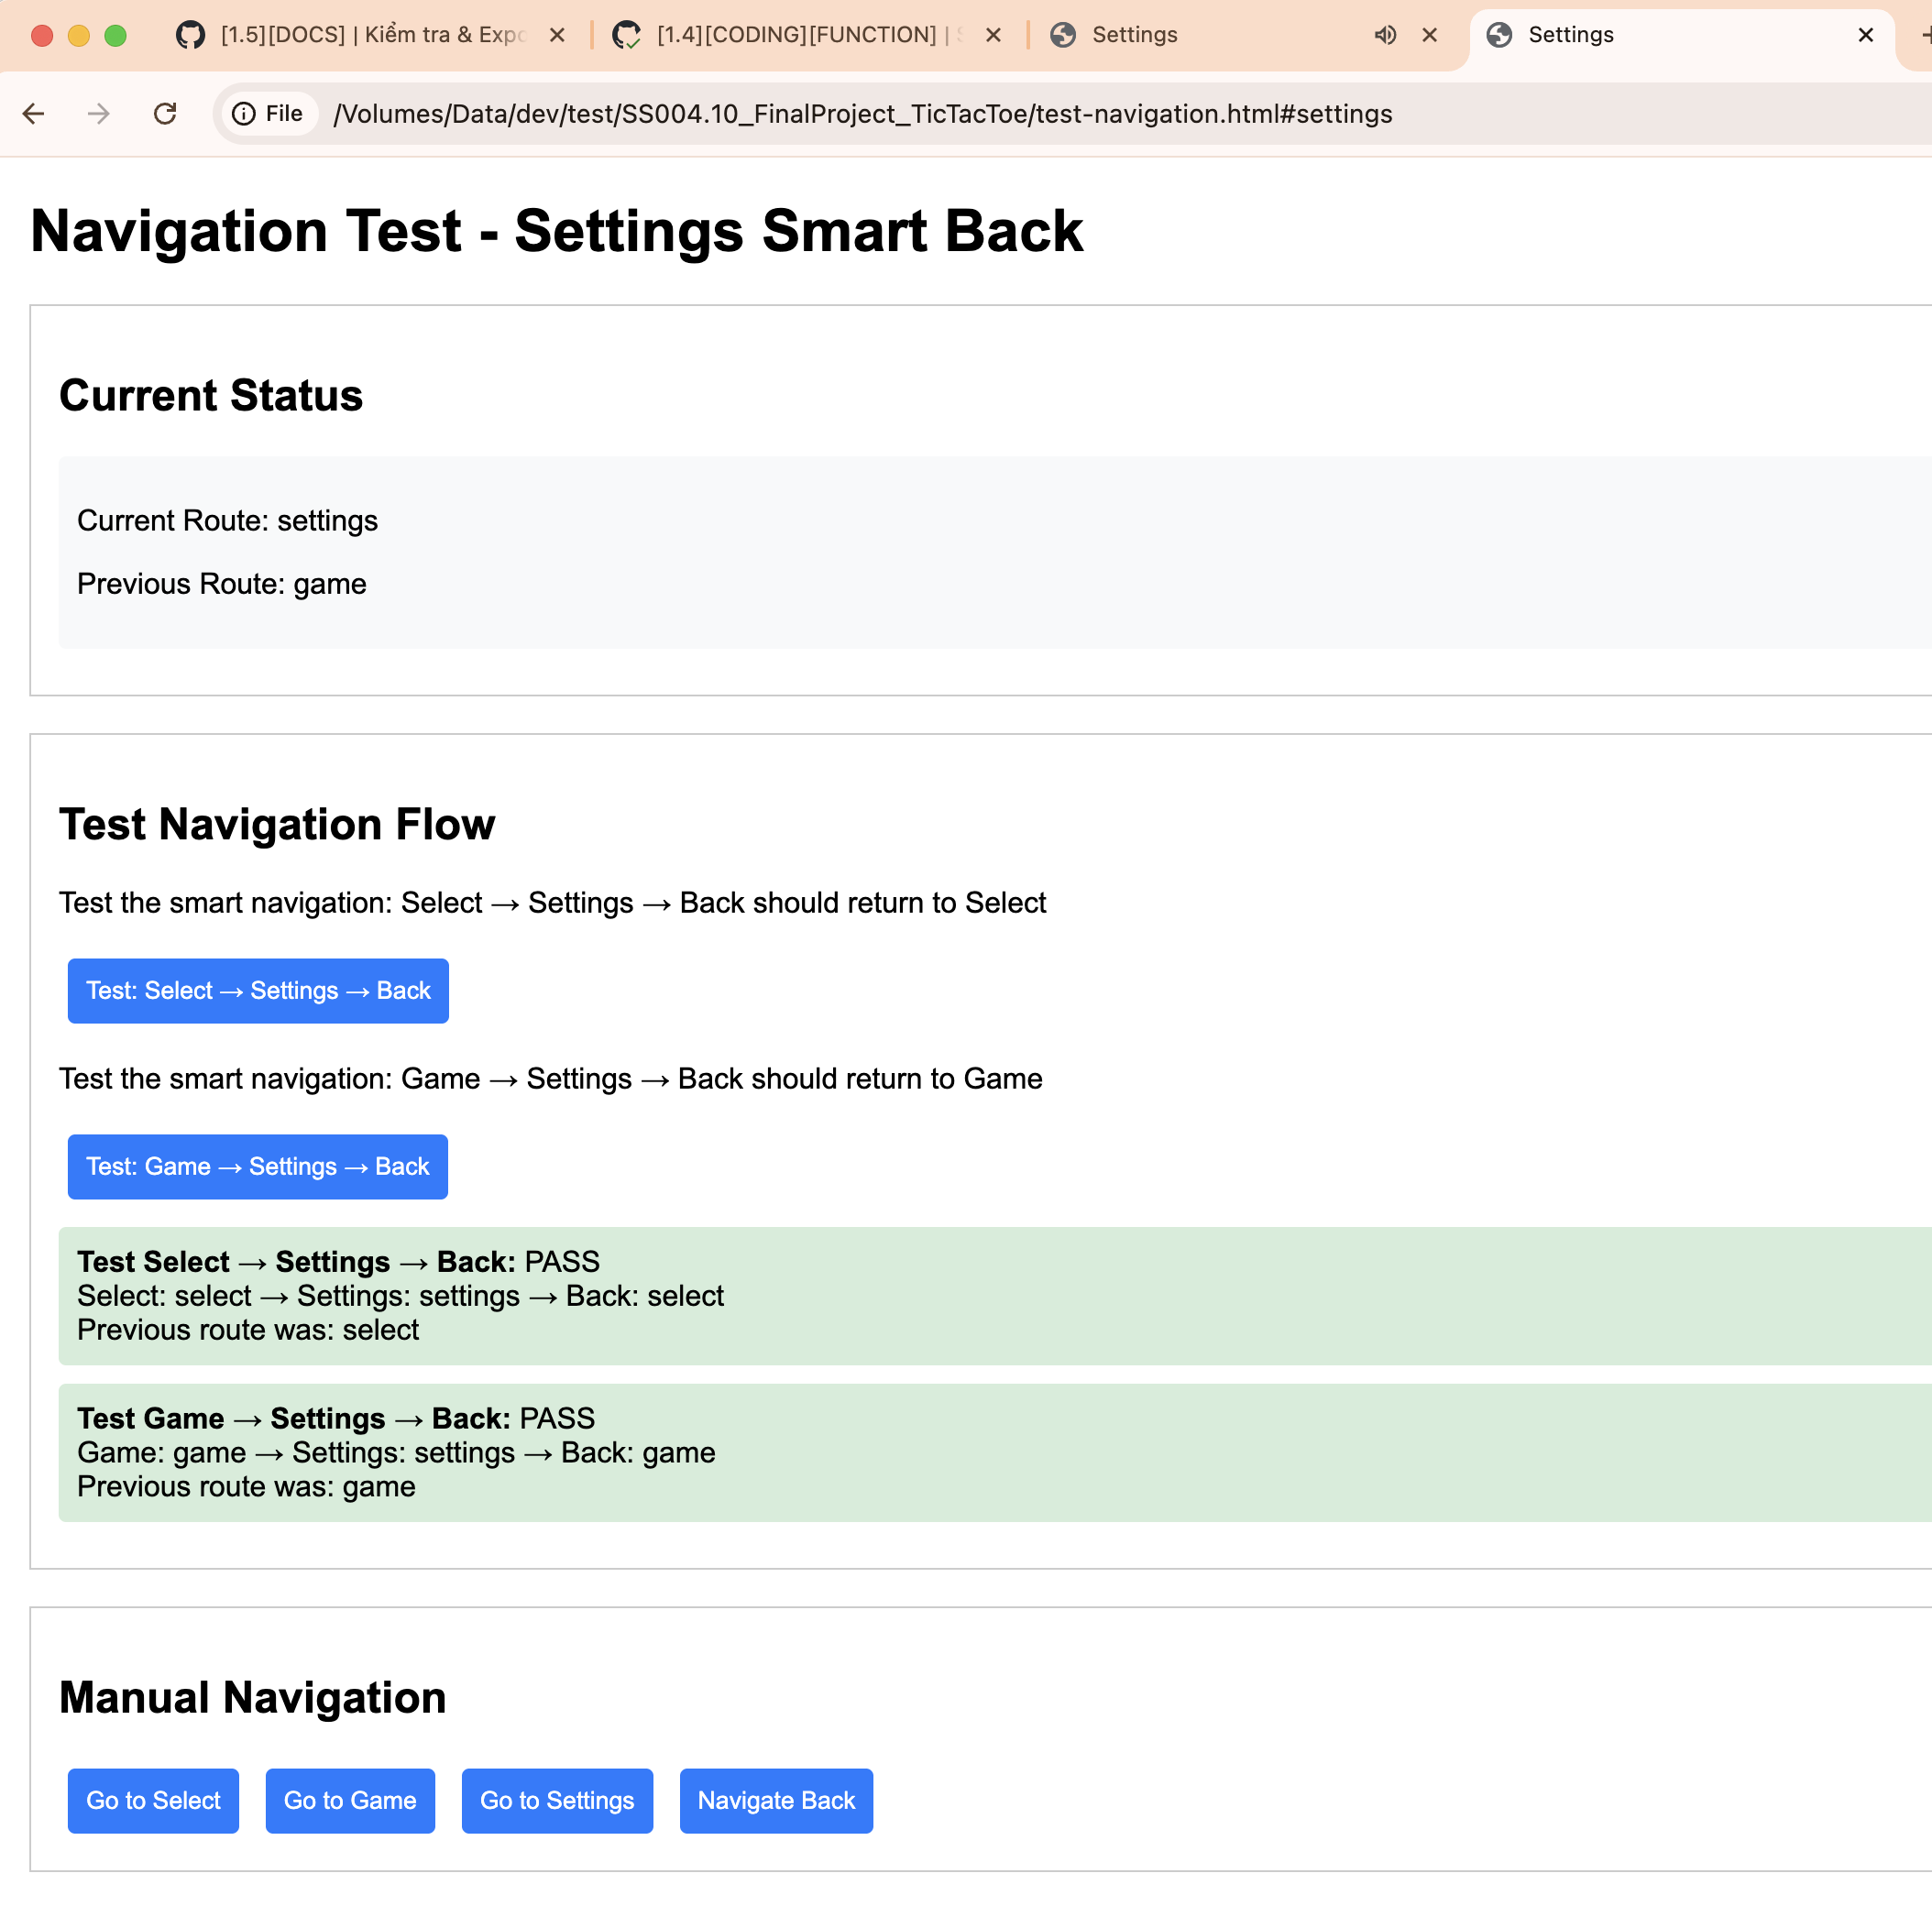 [1.5][DOCS] | Kiểm tra & Expo
[1.4][CODING][FUNCTION] |
Settings
Settings
File
/Volumes/Data/dev/test/SS004.10_FinalProject_TicTacToe/test-navigation.html#settings
Navigation Test - Settings Smart Back
Current Status
Current Route: settings
Previous Route: game
Test Navigation Flow
Test the smart navigation: Select → Settings → Back should return to Select
Test: Select → Settings → Back
Test the smart navigation: Game → Settings → Back should return to Game
Test: Game → Settings → Back
Test Select → Settings → Back: PASS
Select: select → Settings: settings → Back: select
Previous route was: select
Test Game → Settings → Back: PASS
Game: game → Settings: settings → Back: game
Previous route was: game
Manual Navigation
Go to Select
Go to Game
Go to Settings
Navigate Back